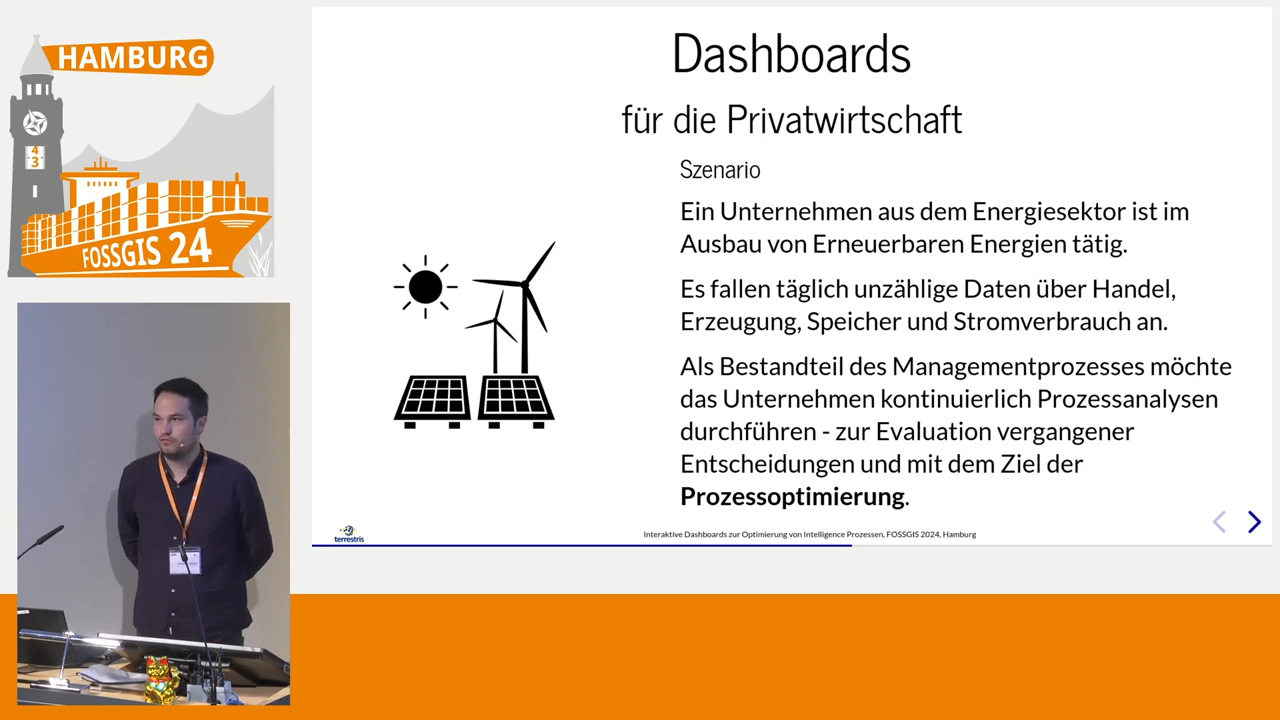 HAMBURG
4
3
FOSSGIS 24
Dashboards
für die Privatwirtschaft
Szenario
Ein Unternehmen aus dem Energiesektor ist im
Ausbau von Erneuerbaren Energien tätig.
Es fallen täglich unzählige Daten über Handel,
Erzeugung, Speicher und Stromverbrauch an.
Als Bestandteil des Managementprozesses möchte
das Unternehmen kontinuierlich Prozessanalysen
durchführen - zur Evaluation vergangener
Entscheidungen und mit dem Ziel der
Prozessoptimierung.
terrestris
Interaktive Dashboards zur Optimierung von Intelligence Prozessen, FOSSGIS 2024, Hamburg